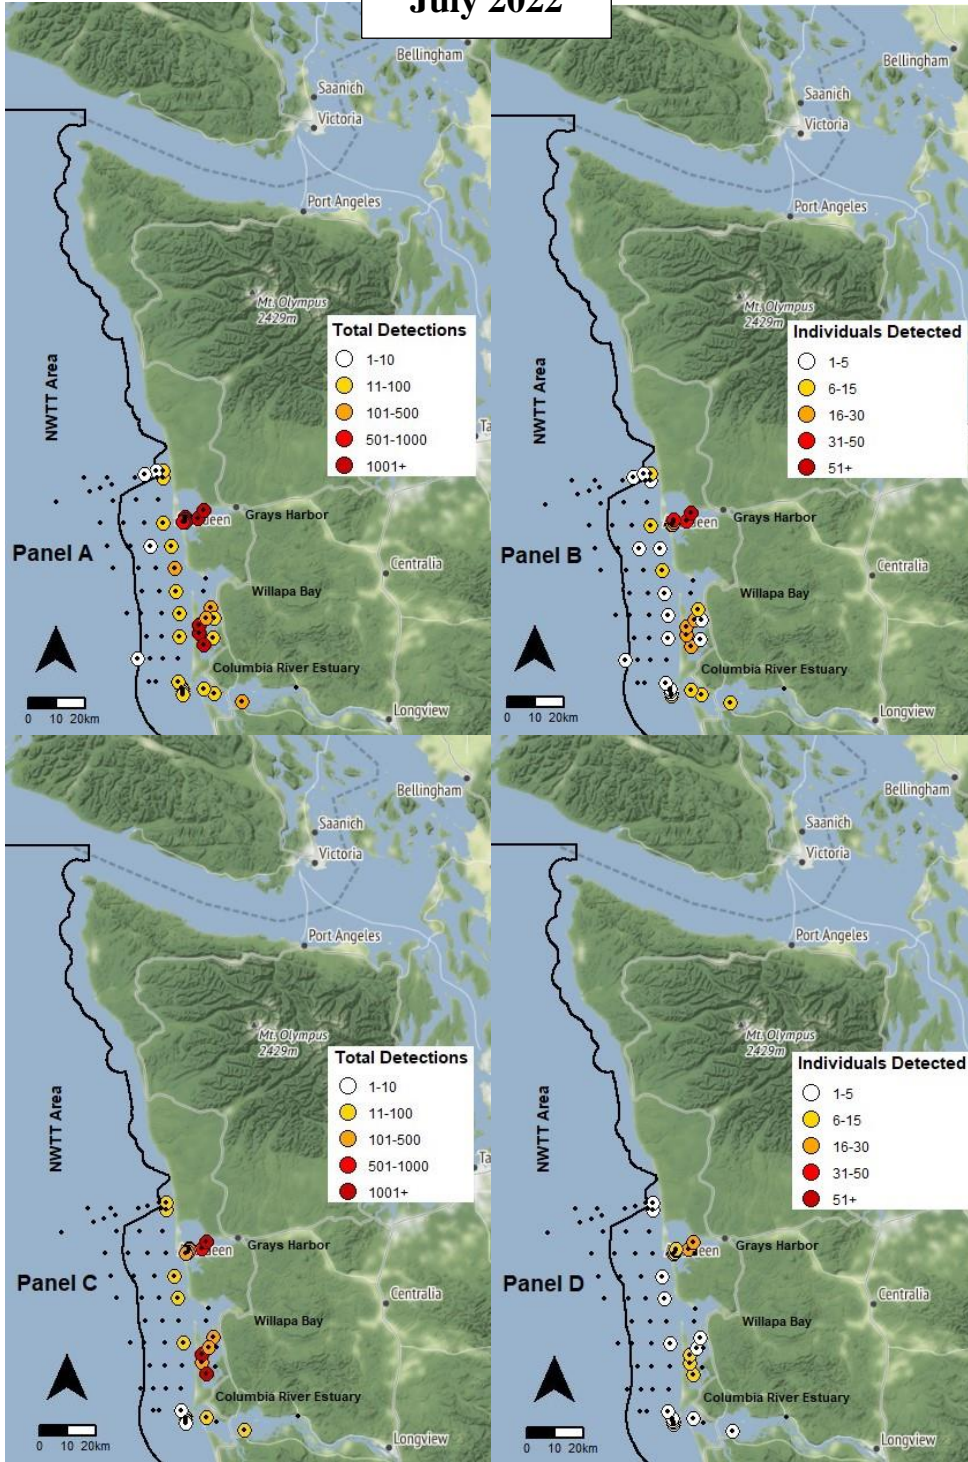 July 2022
Bellingham
Saanich
Victoria
Port Angeles
Mt. Olympus
2429m
NWTT Area
Total Detections
1-10
11-100
101-500
501-1000
1001+
Ta
Grays Harbor
Panel A
Centralia
Willapa Bay
Columbia River Estuary
0 10 20km
Longview
Bellingham
Saanich
Victoria
Port Angeles
Mt. Olympus
2429m
NWTT Area
Individuals Detected
1-5
6-15
16-30
31-50
51+
Grays Harbor
Panel B
Centralia
Willapa Bay
Columbia River Estuary
0 10 20km
Longview
Bellingham
Saanich
Victoria
Port Angeles
Mt. Olympus
2429m
NWTT Area
Total Detections
1-10
11-100
101-500
501-1000
1001+
Ta
Grays Harbor
Panel C
Centralia
Willapa Bay
Columbia River Estuary
0 10 20km
Longview
Bellingham
Saanich
Victoria
Port Angeles
Mt. Olympus
2429m
NWTT Area
Individuals Detected
1-5
6-15
16-30
31-50
51+
Grays Harbor
Panel D
Centralia
Willapa Bay
Columbia River Estuary
0 10 20km
Longview